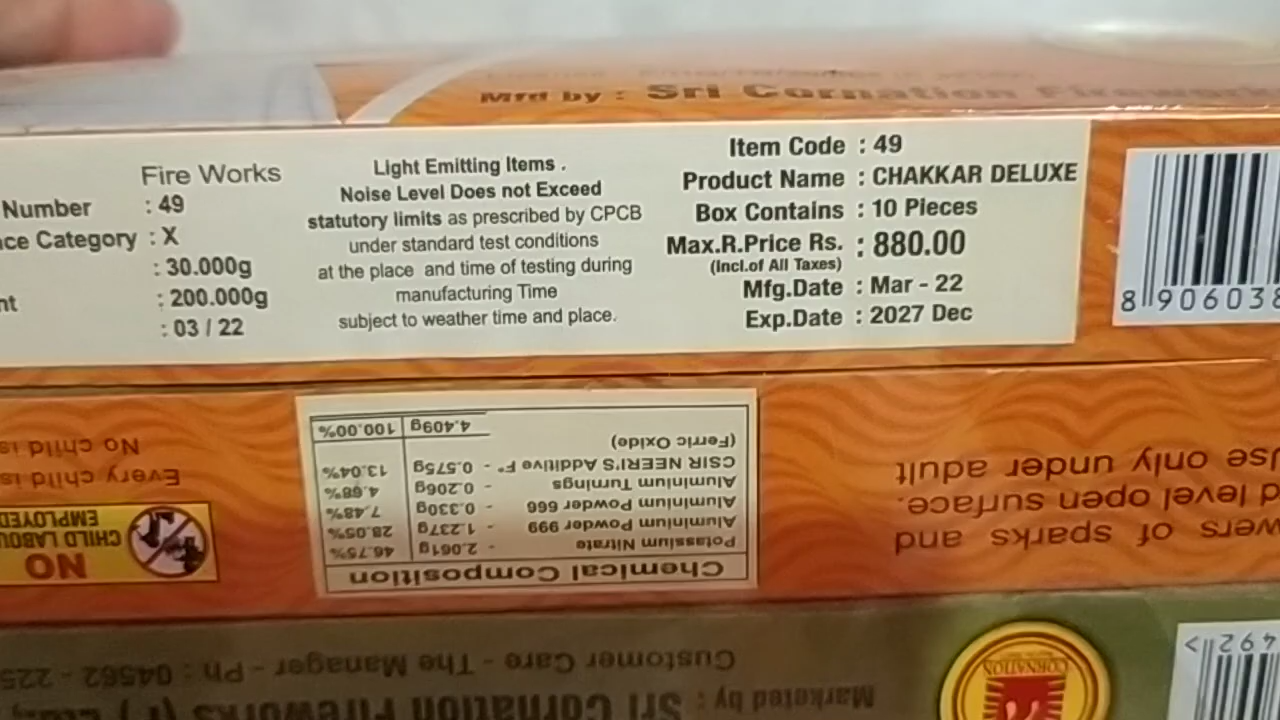 Mfd by : Sri Cornation Firework
Fire Works
Number : 49
ce Category : X
: 30.000g
nt : 200.000g
: 03 / 22
Light Emitting Items .
Noise Level Does not Exceed
statutory limits as prescribed by CPCB
under standard test conditions
at the place and time of testing during
manufacturing Time
subject to weather time and place.
Item Code : 49
Product Name : CHAKKAR DELUXE
Box Contains : 10 Pieces
Max.R.Price Rs. : 880.00
(Incl.of All Taxes)
Mfg.Date : Mar - 22
Exp.Date : 2027 Dec
8 906038
Chemical Composition
Potassium Nitrate - 2.061g 46.75%
Aluminium Powder 999 - 1.237g 28.05%
Aluminium Powder 666 - 0.330g 7.48%
Aluminium Turnings - 0.206g 4.68%
CSIR NEERI'S Additive F* - 0.575g 13.04%
(Ferric Oxide)
4.409g 100.00%
wers of sparks and
d level open surface.
Use only under adult
NO
CHILD LABOU
EMPLOYED
Every child is
No child is
Marketed by : Sri Cornation Fireworks (P) Ltd.,
Customer Care - The Manager - Ph : 04562 - 225
CORNATION
492 >